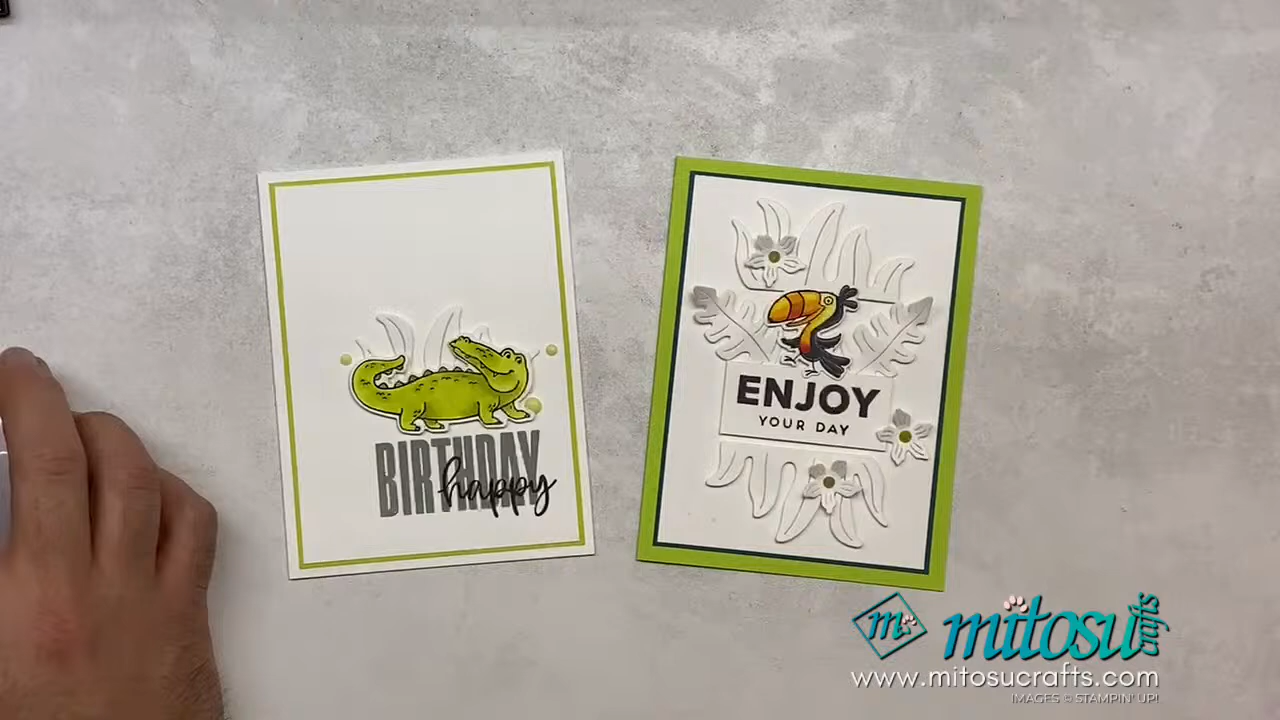 BIRTHDAY
happy
ENJOY
YOUR DAY
m
mitosu crafts
www.mitosucrafts.com
IMAGES © STAMPIN' UP!